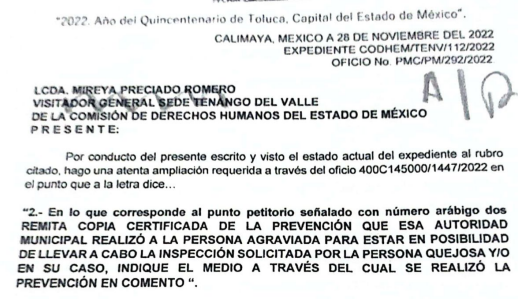 "2022. Año del Quincentenario de Toluca, Capital del Estado de México".
CALIMAYA, MEXICO A 28 DE NOVIEMBRE DEL 2022
EXPEDIENTE CODHEM/TENV/112/2022
OFICIO No. PMC/PM/292/2022
A/D
LCDA. MIREYA PRECIADO ROMERO
VISITADOR GENERAL SEDE TENANGO DEL VALLE
DE LA COMISIÓN DE DERECHOS HUMANOS DEL ESTADO DE MÉXICO
P R E S E N T E:
Por conducto del presente escrito y visto el estado actual del expediente al rubro
citado, hago una atenta ampliación requerida a través del oficio 400C145000/1447/2022 en
el punto que a la letra dice...
"2.- En lo que corresponde al punto petitorio señalado con número arábigo dos
REMITA COPIA CERTIFICADA DE LA PREVENCIÓN QUE ESA AUTORIDAD
MUNICIPAL REALIZÓ A LA PERSONA AGRAVIADA PARA ESTAR EN POSIBILIDAD
DE LLEVAR A CABO LA INSPECCIÓN SOLICITADA POR LA PERSONA QUEJOSA Y/O
EN SU CASO, INDIQUE EL MEDIO A TRAVÉS DEL CUAL SE REALIZÓ LA
PREVENCIÓN EN COMENTO ".